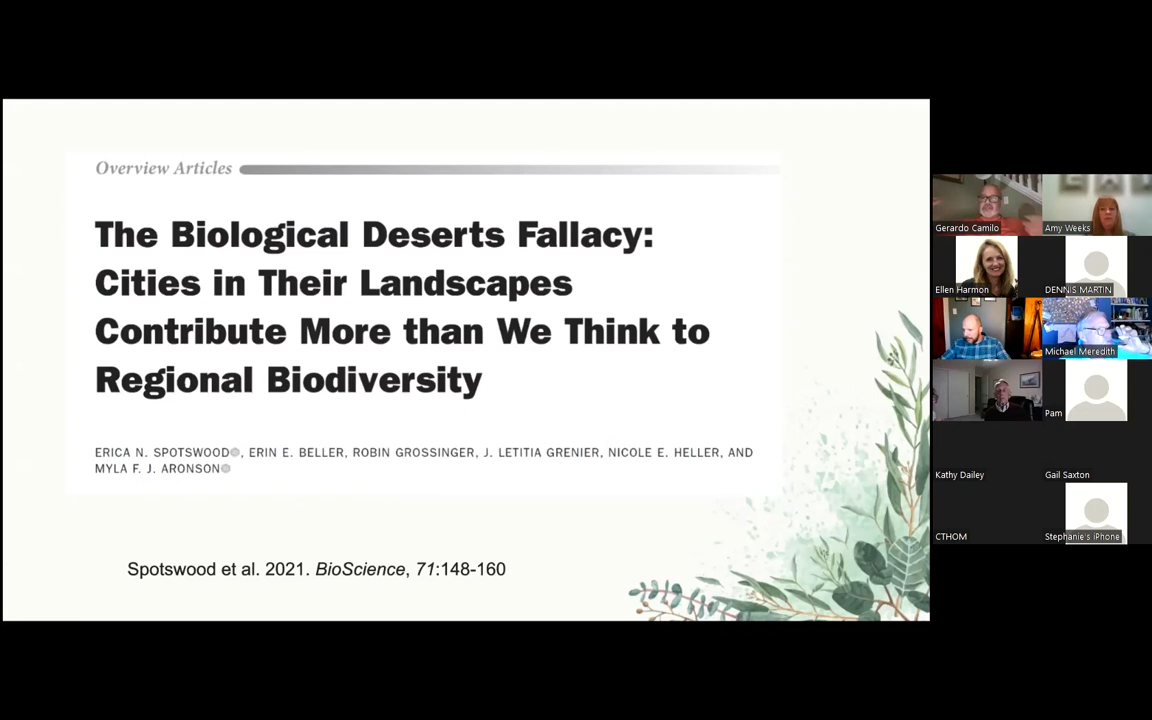 Overview Articles
The Biological Deserts Fallacy:
Cities in Their Landscapes
Contribute More than We Think to
Regional Biodiversity
ERICA N. SPOTSWOOD, ERIN E. BELLER, ROBIN GROSSINGER, J. LETITIA GRENIER, NICOLE E. HELLER, AND
MYLA F. J. ARONSON
Spotswood et al. 2021. BioScience, 71:148-160
Gerardo Camilo
Amy Weeks
Ellen Harmon
DENNIS MARTIN
Michael Meredith
Pam
Kathy Dailey
Gail Saxton
CTHOM
Stephanie's iPhone